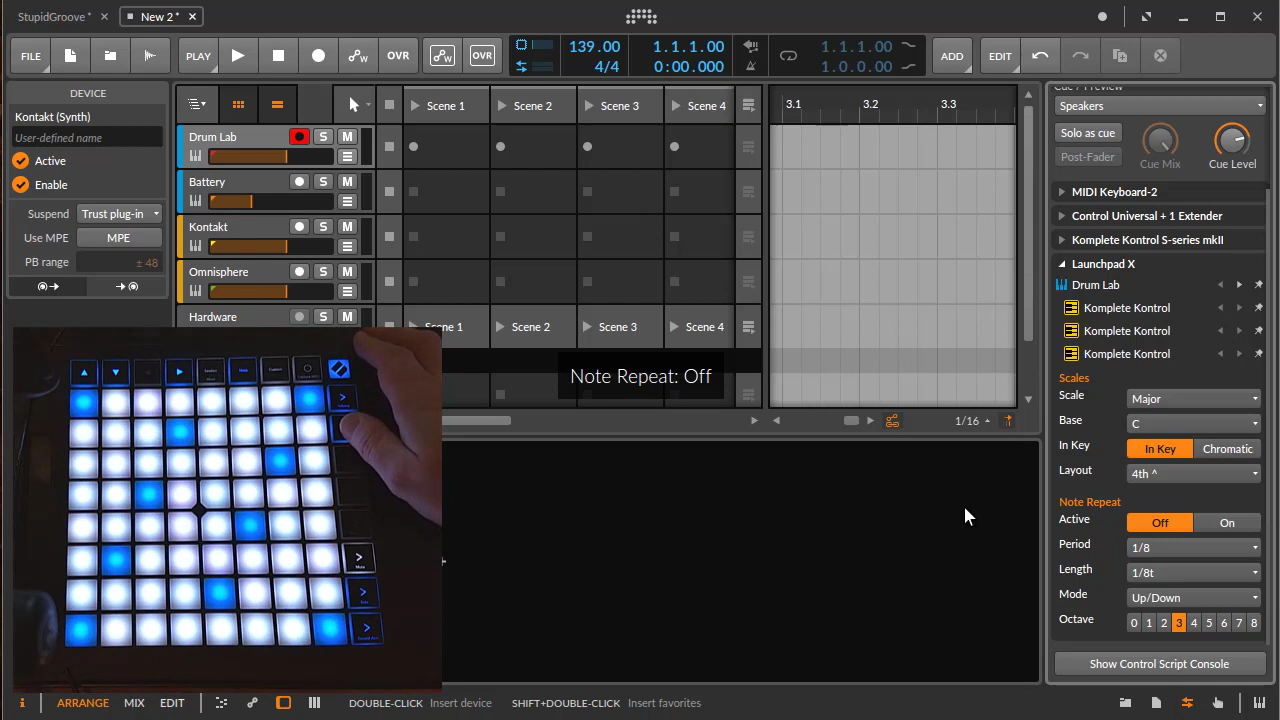 StupidGroove *
New 2 *
FILE
PLAY
OVR
OVR
139.00
4/4
1.1.1.00
0:00.000
1.1.1.00
1.0.0.00
ADD
EDIT
DEVICE
Kontakt (Synth)
User-defined name
Active
Enable
Suspend
Trust plug-in
Use MPE
MPE
PB range
± 48
Scene 1
Scene 2
Scene 3
Scene 4
Drum Lab
S
M
Battery
S
M
Kontakt
S
M
Omnisphere
S
M
Hardware
S
M
Scene 1
Scene 2
Scene 3
Scene 4
3.1
3.2
3.3
Note Repeat: Off
1/16
Cue / Preview
Speakers
Solo as cue
Post-Fader
Cue Mix
Cue Level
MIDI Keyboard-2
Control Universal + 1 Extender
Komplete Kontrol S-series mkII
Launchpad X
Drum Lab
Komplete Kontrol
Komplete Kontrol
Komplete Kontrol
Scales
Scale
Major
Base
C
In Key
In Key
Chromatic
Layout
4th ^
Note Repeat
Active
Off
On
Period
1/8
Length
1/8t
Mode
Up/Down
Octave
0 1 2 3 4 5 6 7 8
Show Control Script Console
i
ARRANGE
MIX
EDIT
DOUBLE-CLICK
Insert device
SHIFT+DOUBLE-CLICK
Insert favorites